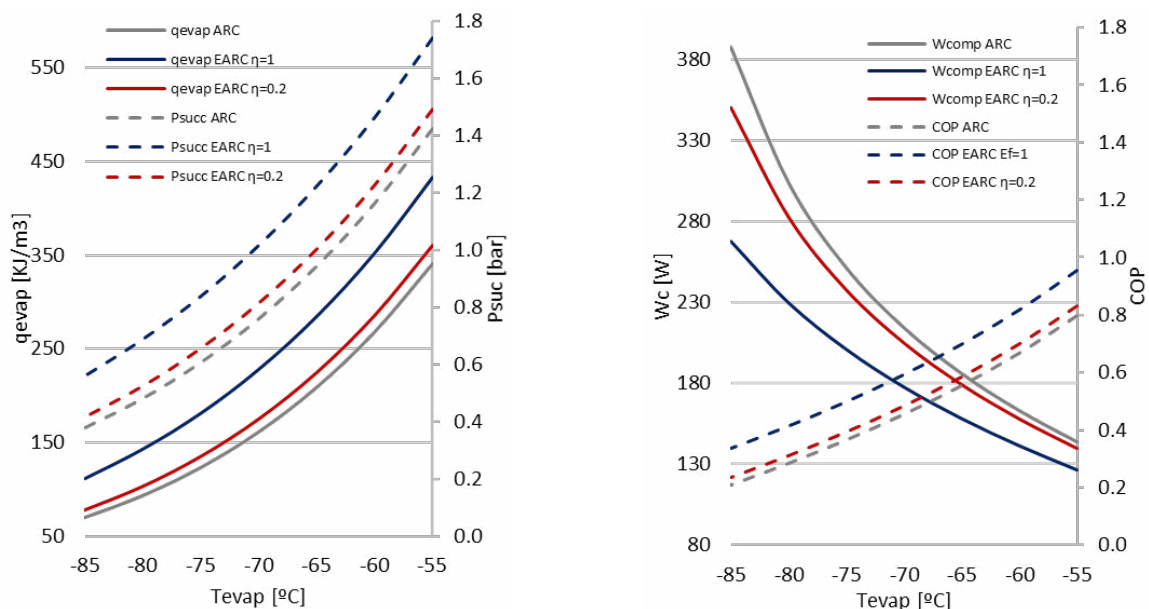 qevap ARC
qevap EARC η=1
qevap EARC η=0.2
Psucc ARC
Psucc EARC η=1
Psucc EARC η=0.2
550
450
350
250
150
50
qevap [KJ/m3]
1.8
1.6
1.4
1.2
1.0
0.8
0.6
0.4
0.2
0.0
Psuc [bar]
-85 -80 -75 -70 -65 -60 -55
Tevap [ºC]
Wcomp ARC
Wcomp EARC η=1
Wcomp EARC η=0.2
COP ARC
COP EARC Ef=1
COP EARC η=0.2
380
330
280
230
180
130
80
Wc [W]
1.8
1.6
1.4
1.2
1.0
0.8
0.6
0.4
0.2
0.0
COP
-85 -80 -75 -70 -65 -60 -55
Tevap [ºC]